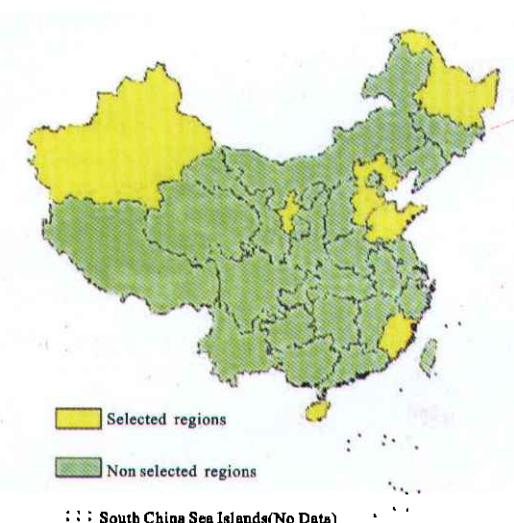 Selected regions
Non selected regions
South China Sea Islands(No Data)